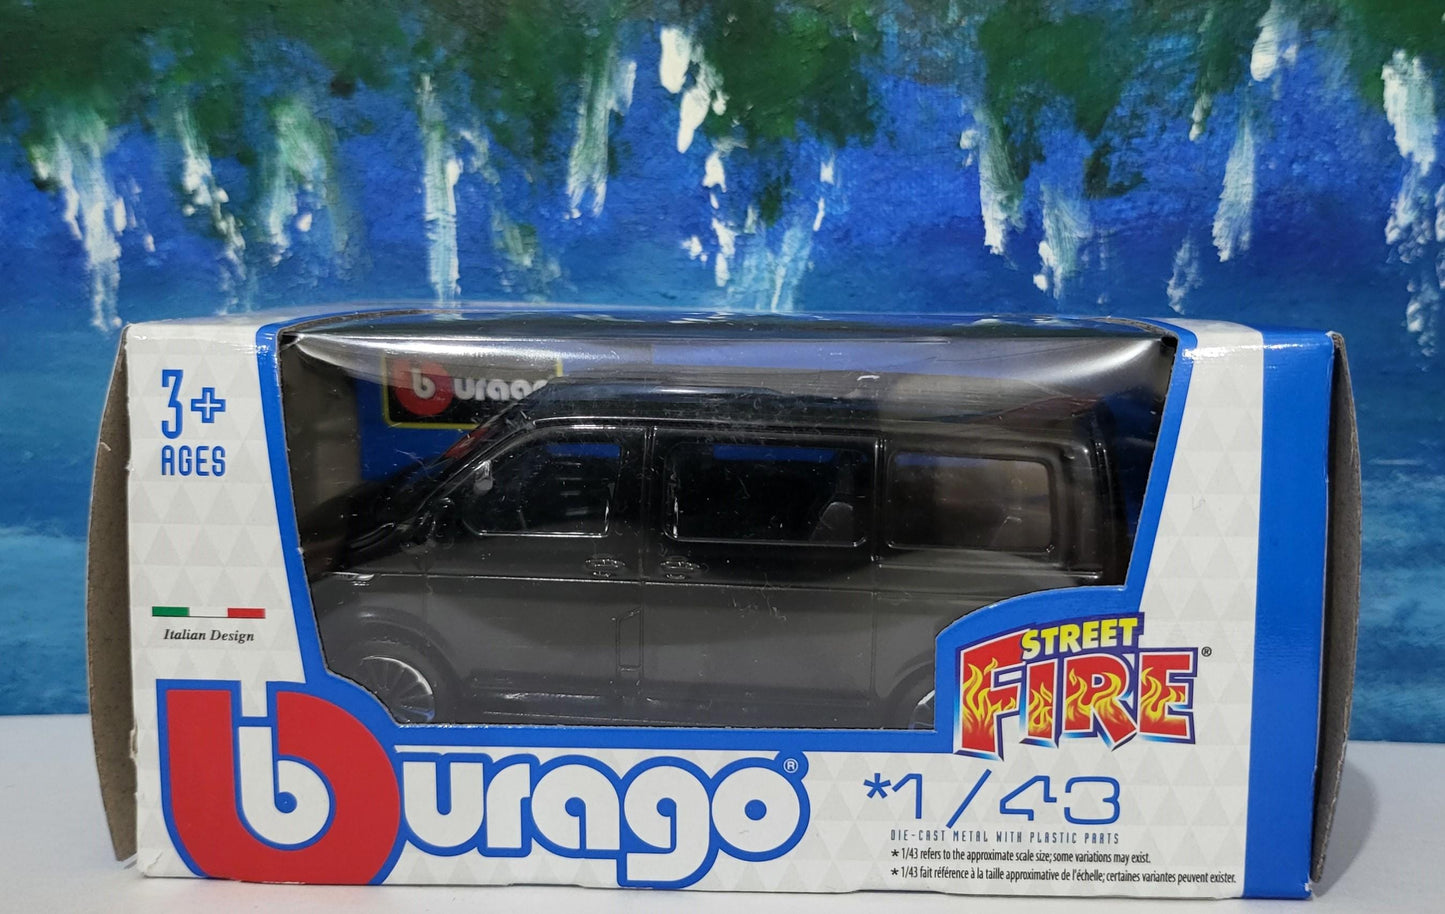 burago
3+
AGES
Italian Design
STREET
FIRE®
burago®
*1/43
DIE-CAST METAL WITH PLASTIC PARTS
* 1/43 refers to the approximate scale size; some variations may exist.
* 1/43 fait référence à la taille approximative de l'échelle; certaines variantes peuvent exister.